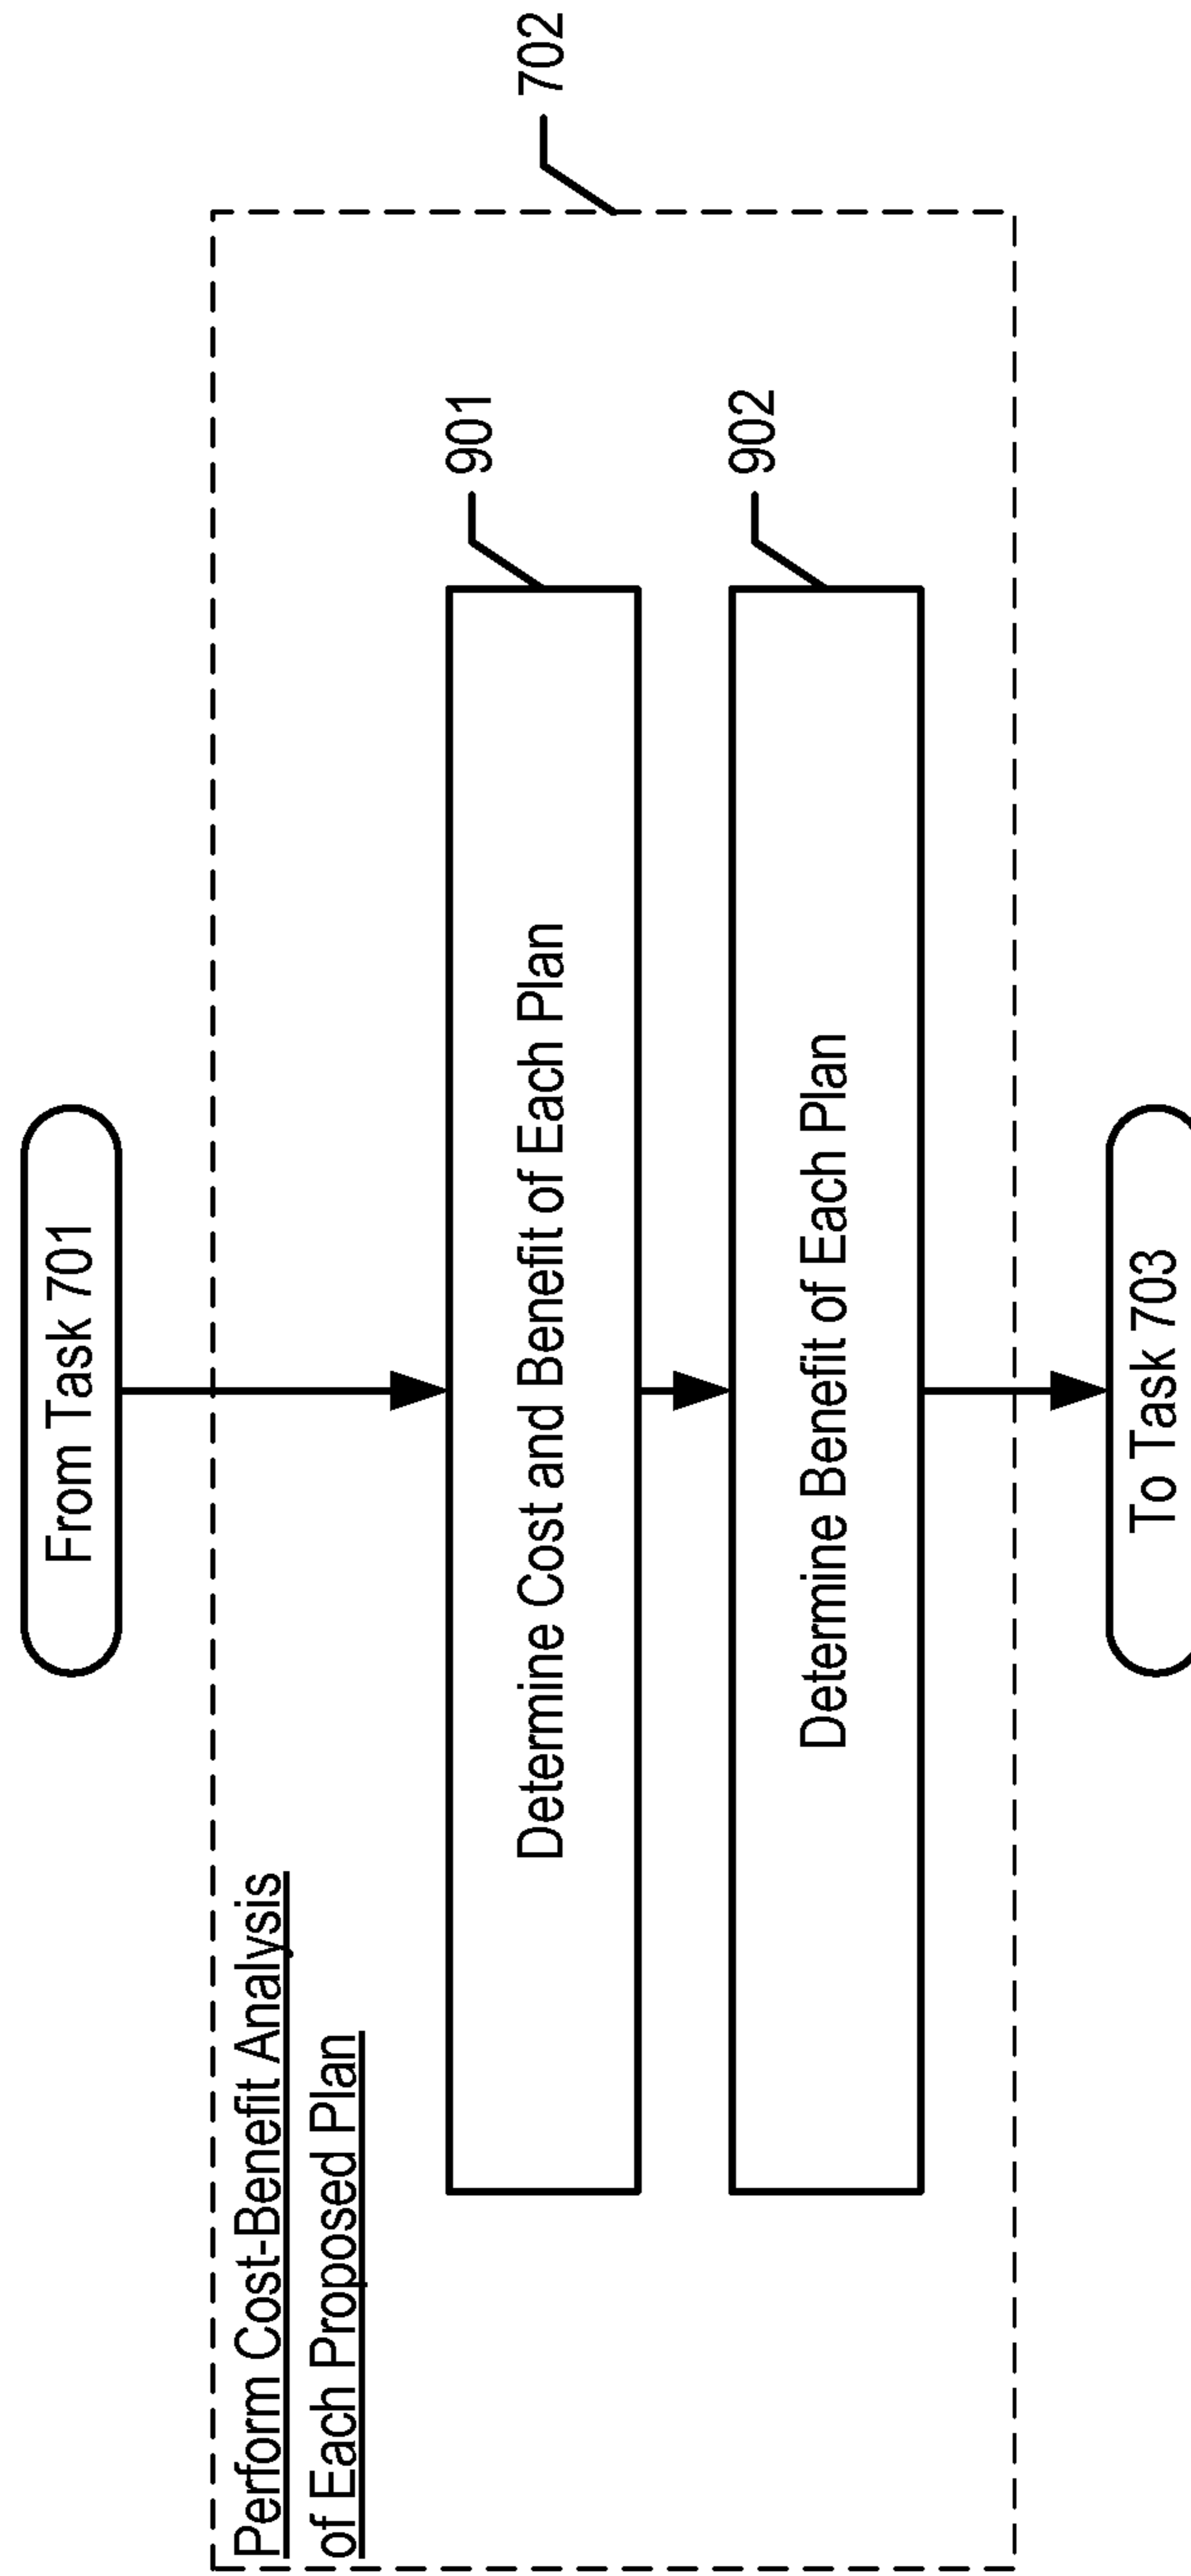 From Task 701
702
Perform Cost-Benefit Analysis
of Each Proposed Plan
901
Determine Cost and Benefit of Each Plan
902
Determine Benefit of Each Plan
To Task 703